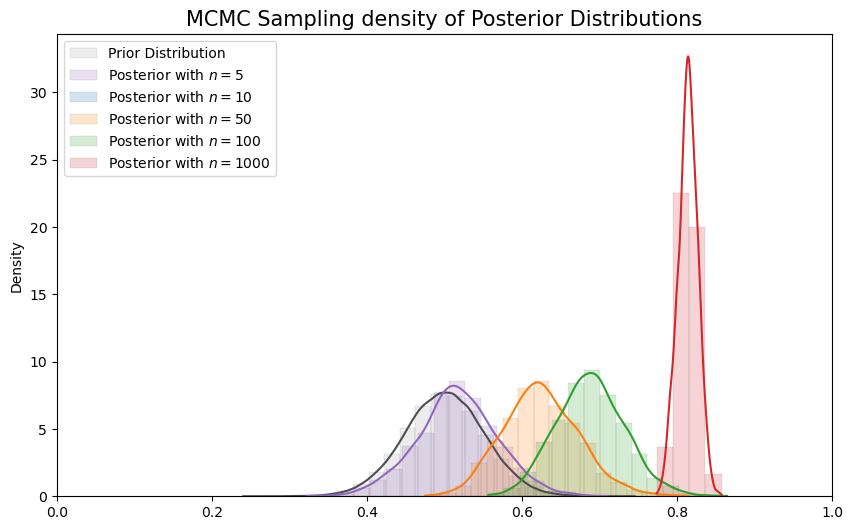 MCMC Sampling density of Posterior Distributions
Prior Distribution
Posterior with n = 5
Posterior with n = 10
Posterior with n = 50
Posterior with n = 100
Posterior with n = 1000
Density
30
25
20
15
10
5
0
0.0 0.2 0.4 0.6 0.8 1.0